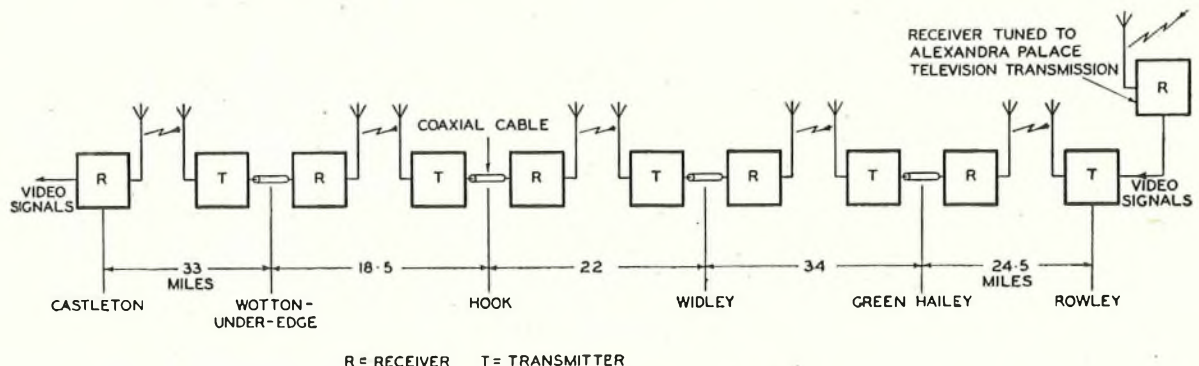 RECEIVER TUNED TO
ALEXANDRA PALACE
TELEVISION TRANSMISSION
R
COAXIAL CABLE
R
T
R
T
R
T
R
T
R
T
VIDEO
SIGNALS
VIDEO
SIGNALS
33
MILES
18·5
22
34
24·5
MILES
CASTLETON
WOTTON-
UNDER-EDGE
HOOK
WIDLEY
GREEN HAILEY
ROWLEY
R = RECEIVER T = TRANSMITTER